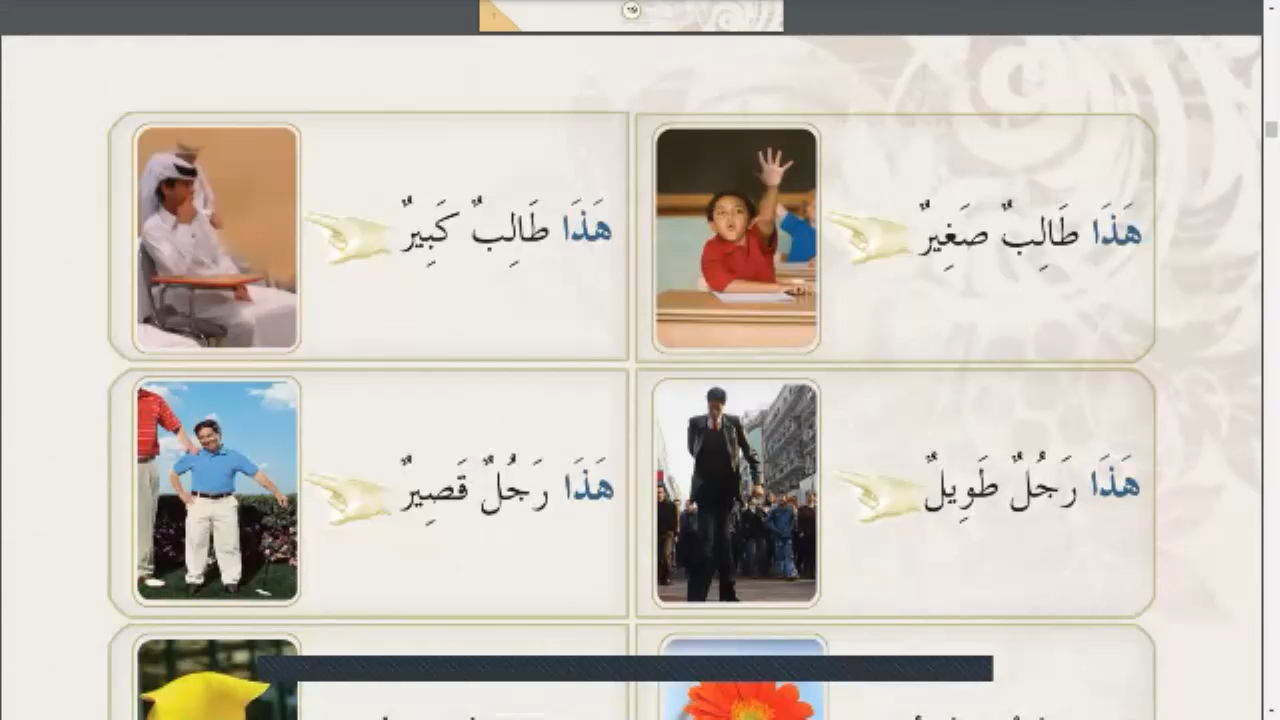 هَذَا طَالِبٌ صَغِيرٌ
هَذَا طَالِبٌ كَبِيرٌ
هَذَا رَجُلٌ طَوِيلٌ
هَذَا رَجُلٌ قَصِيرٌ